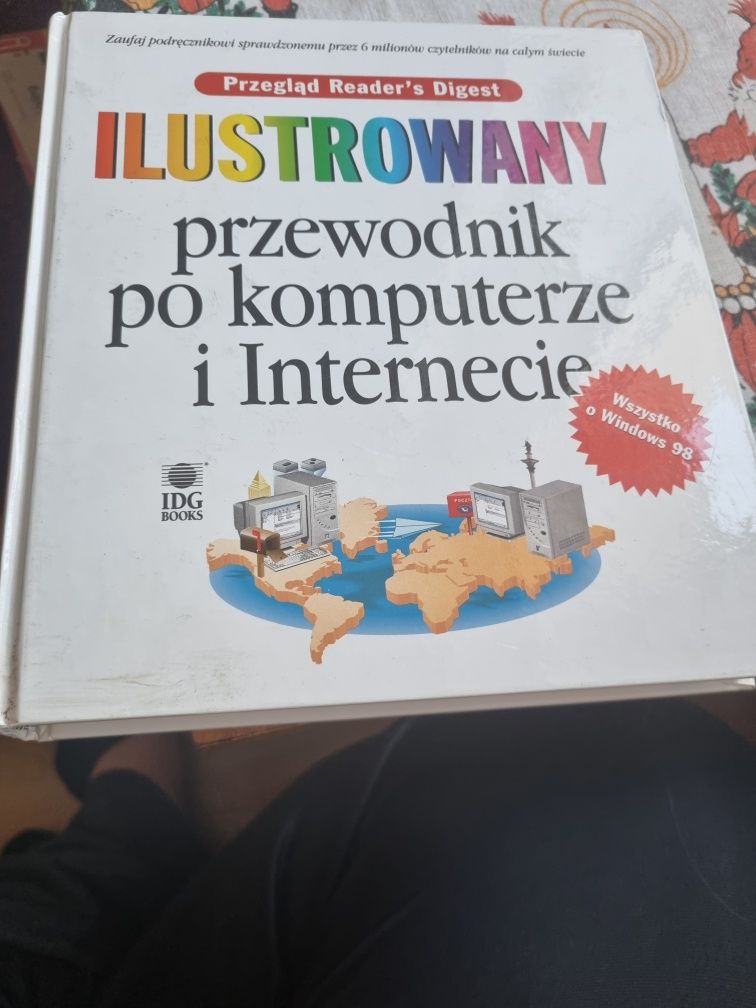 Zaufaj podręcznikowi sprawdzonemu przez 6 milionów czytelników na całym świecie
Przegląd Reader's Digest
ILUSTROWANY
przewodnik
po komputerze
i Internecie
Wszystko
o Windows 98
IDG
BOOKS
POCZTA